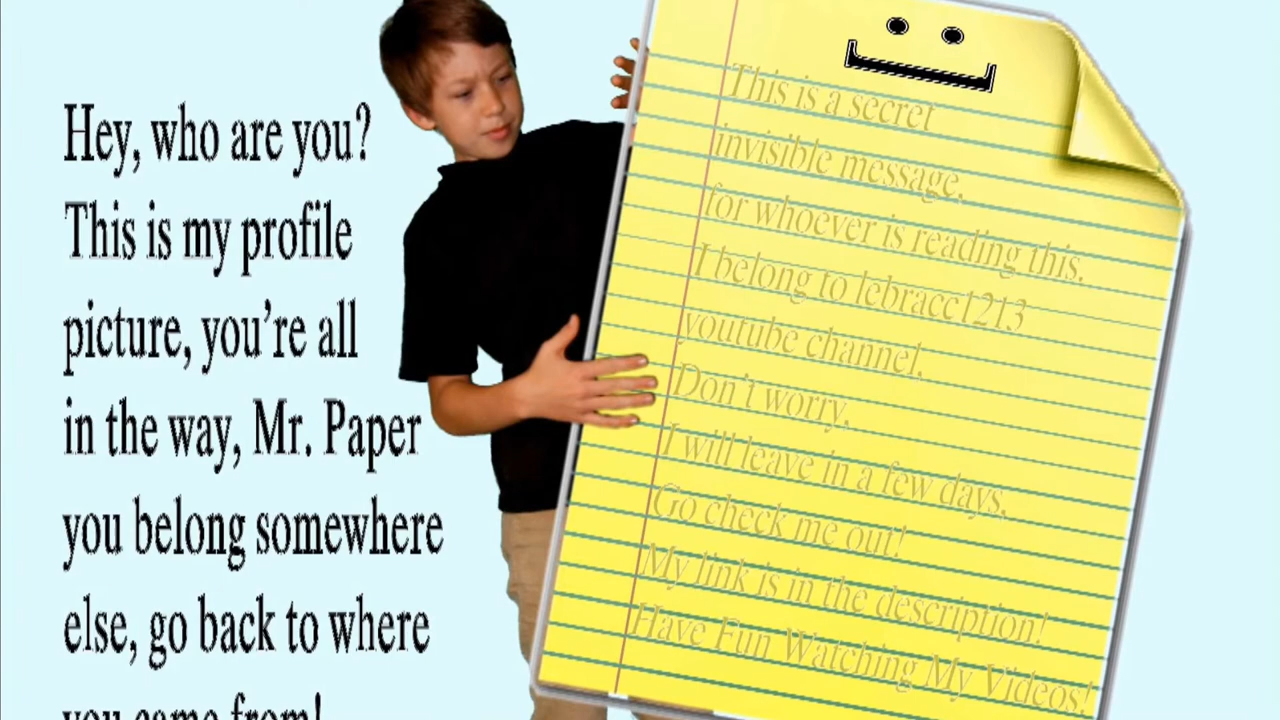 Hey, who are you?
This is my profile
picture, you're all
in the way, Mr. Paper
you belong somewhere
else, go back to where
you came from!
This is a secret
invisible message,
for whoever is reading this.
I belong to lebracc1213
youtube channel,
Don't worry,
I will leave in a few days,
Go check me out!
My link is in the description!
Have Fun Watching My Videos!